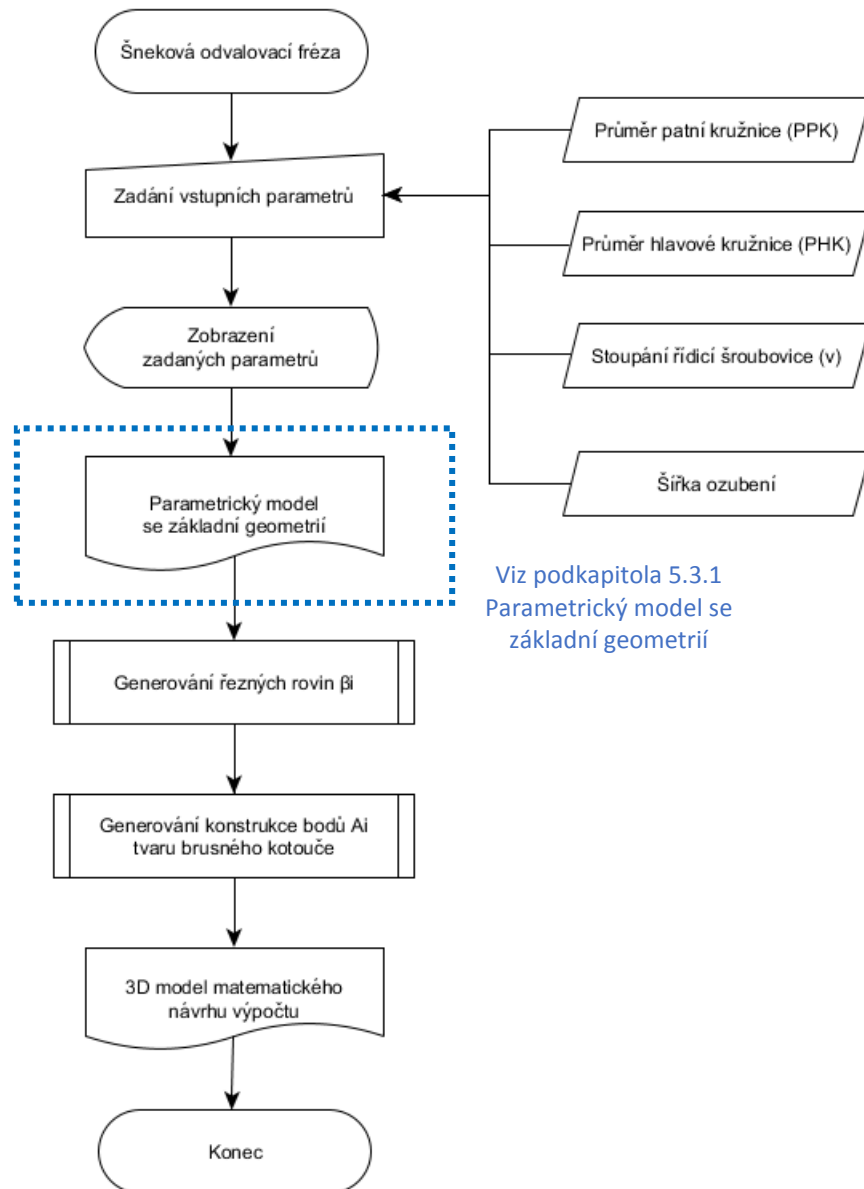 Šneková odvalovací fréza
Průměr patní kružnice (PPK)
Zadání vstupních parametrů
Průměr hlavové kružnice (PHK)
Zobrazení
zadaných parametrů
Stoupání řídicí šroubovice (v)
Šířka ozubení
Parametrický model
se základní geometrií
Viz podkapitola 5.3.1
Parametrický model se
základní geometrií
Generování řezných rovin βi
Generování konstrukce bodů Ai
tvaru brusného kotouče
3D model matematického
návrhu výpočtu
Konec